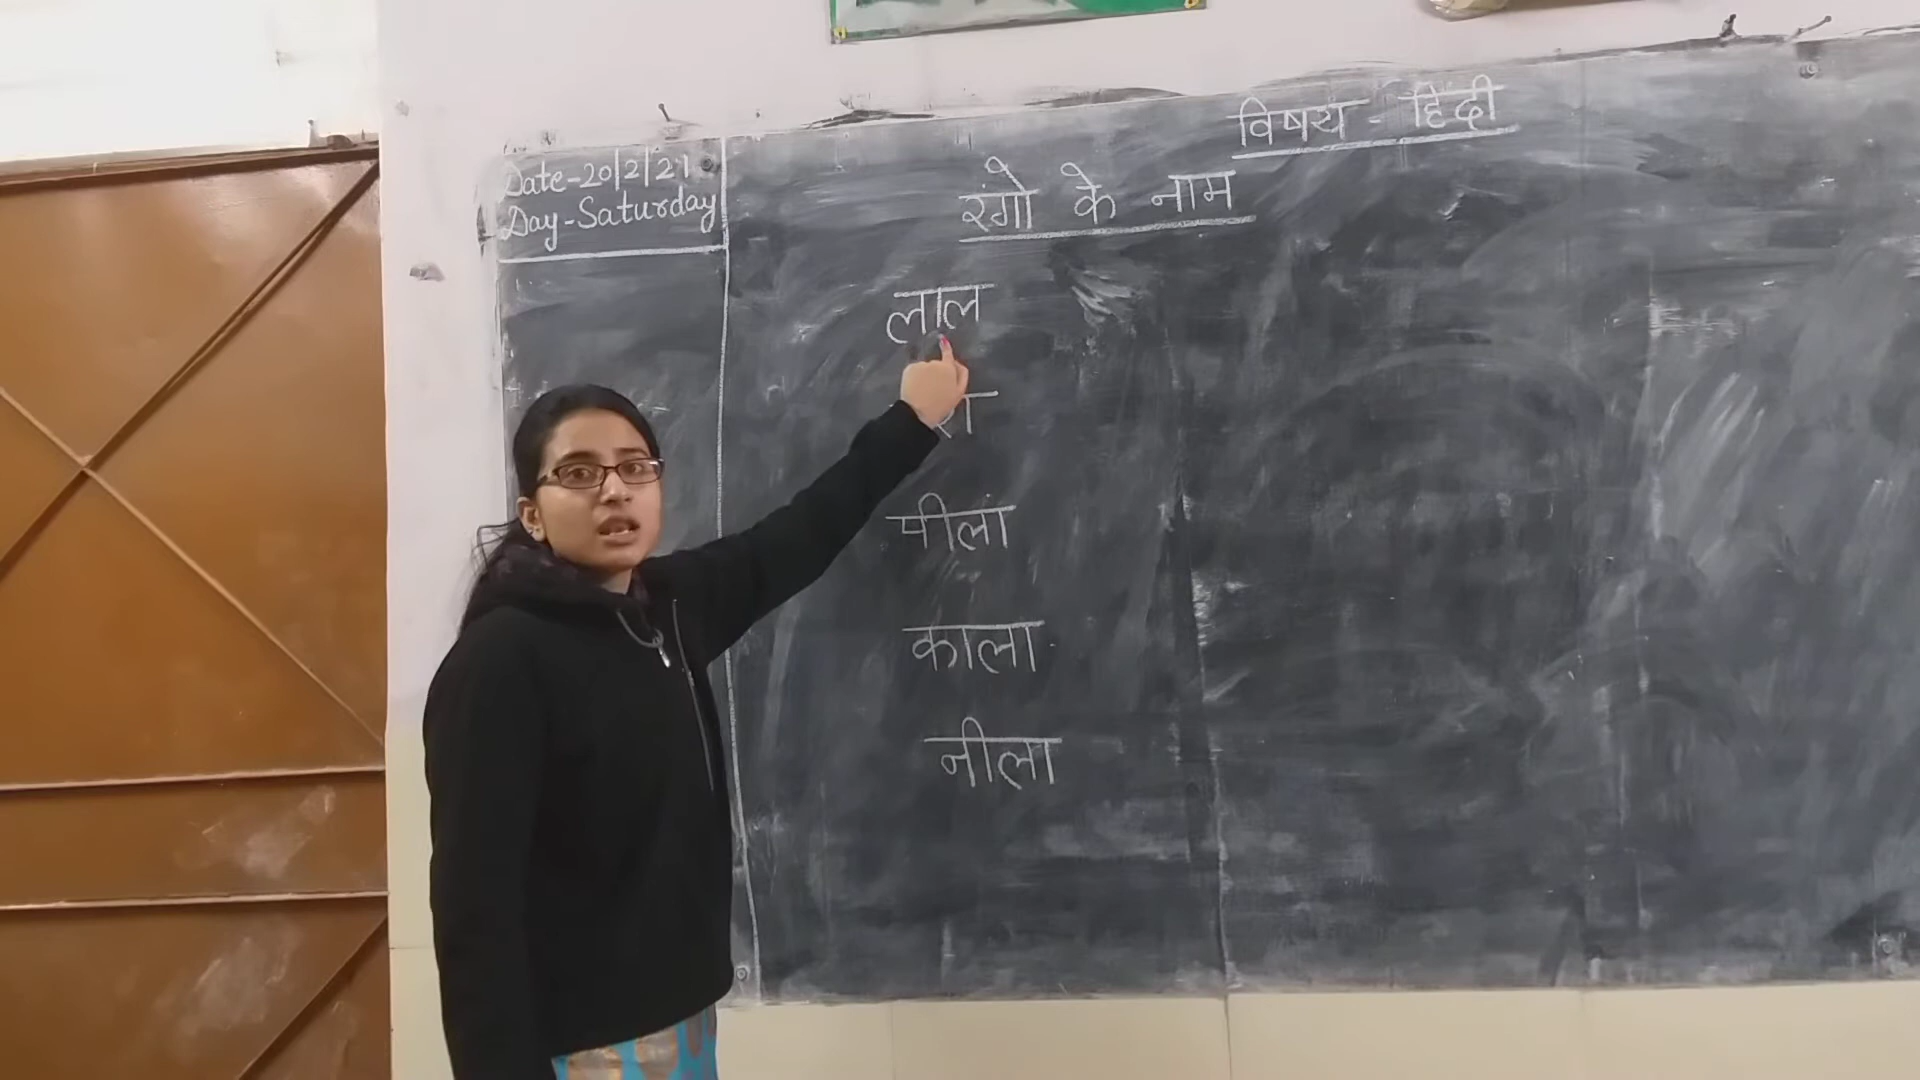 विषय - हिंदी
Date-20/2/21
Day-Saturday
रंगो के नाम
लाल
पीला
काला
नीला